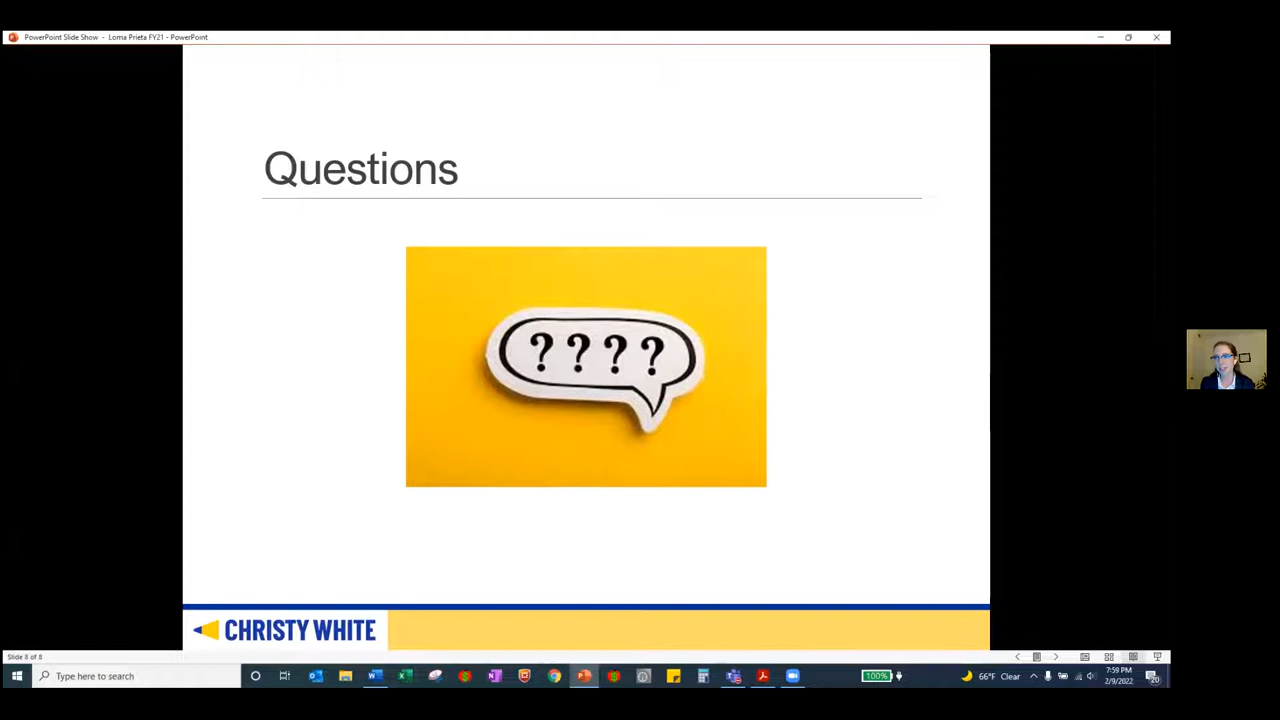 PowerPoint Slide Show - Loma Prieta FY21 - PowerPoint
Questions
? ? ? ?
CHRISTY WHITE
Slide 8 of 8
Type here to search
100%
66°F Clear
7:59 PM
2/9/2022
20